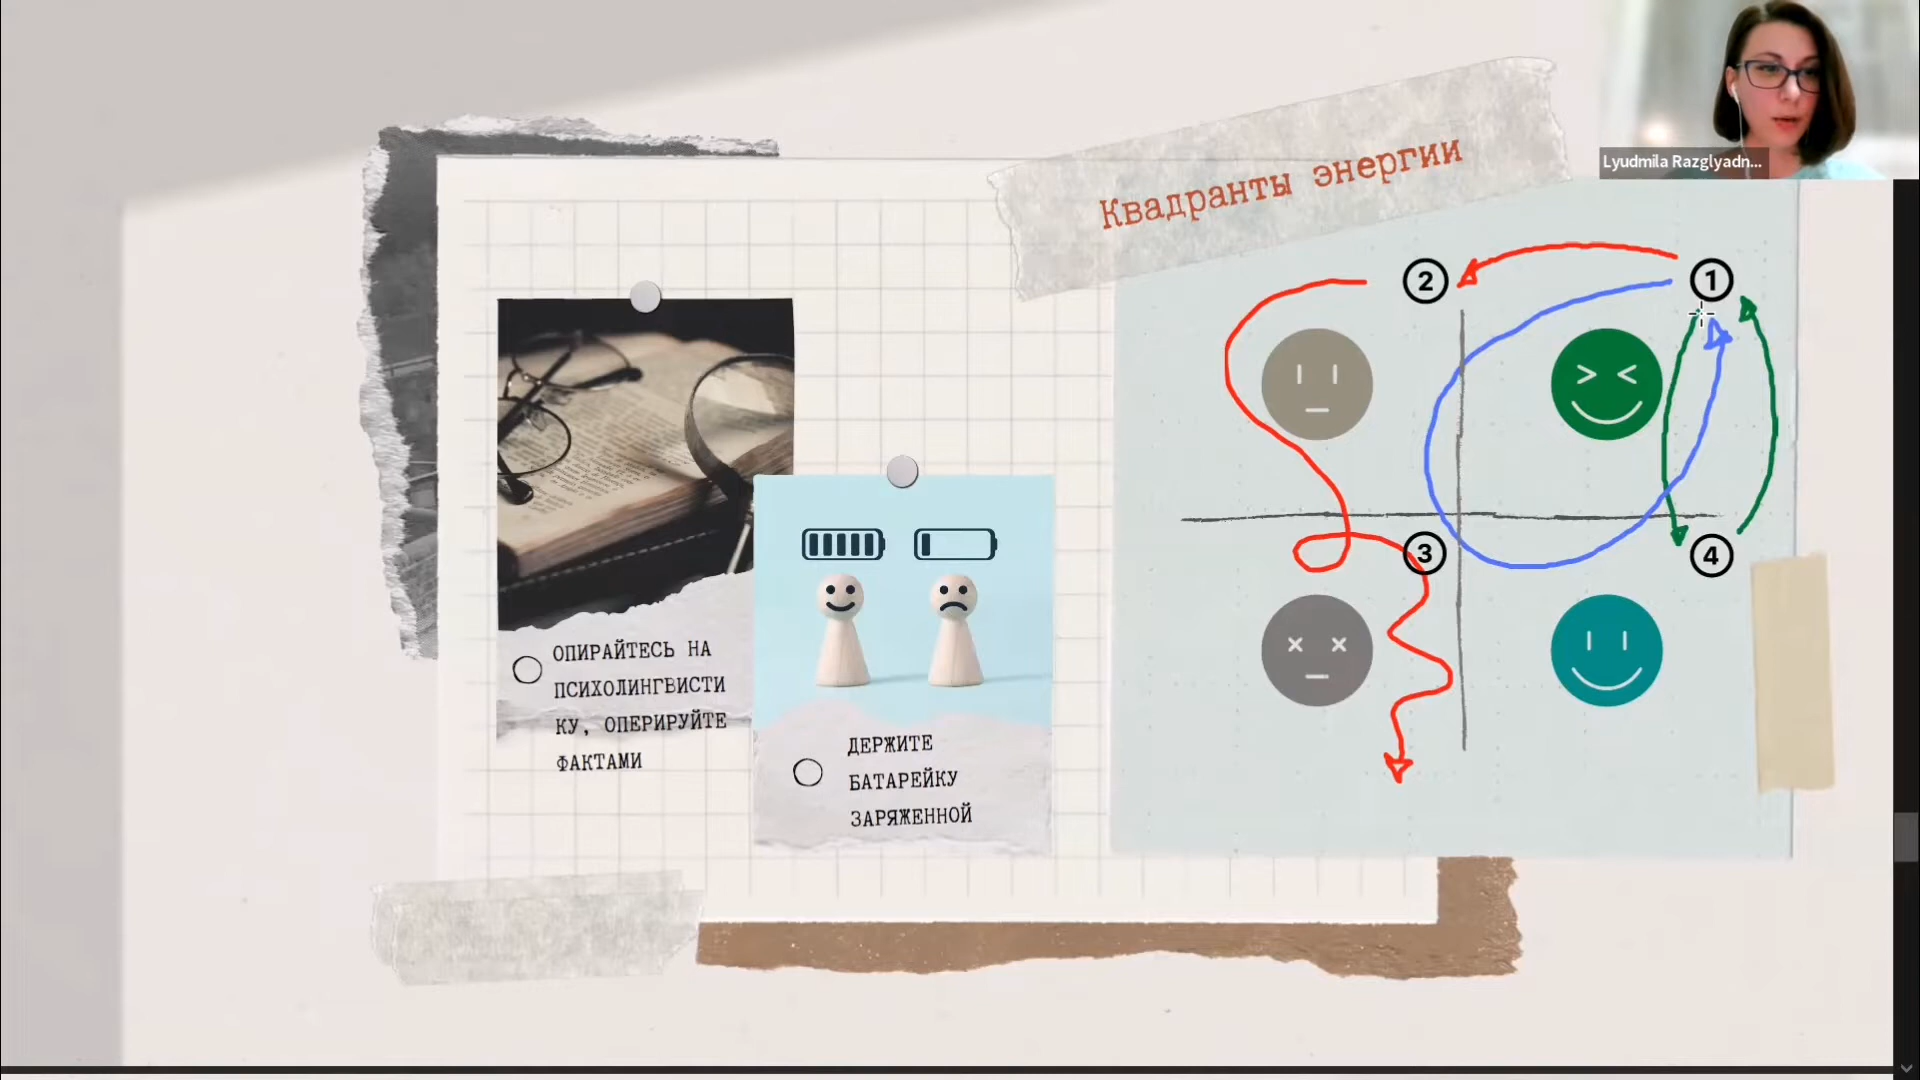 Lyudmila Razglyadn...
Квадранты энергии
2
1
3
4
ОПИРАЙТЕСЬ НА
ПСИХОЛИНГВИСТИ
КУ, ОПЕРИРУЙТЕ
ФАКТАМИ
ДЕРЖИТЕ
БАТАРЕЙКУ
ЗАРЯЖЕННОЙ